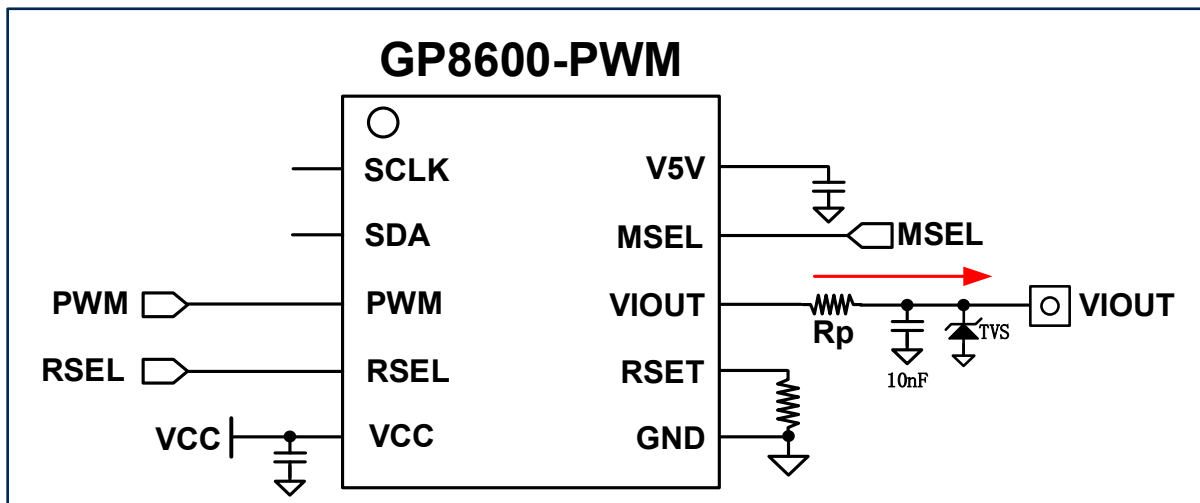 GP8600-PWM
SCLK
V5V
SDA
MSEL
MSEL
PWM
PWM
VIOUT
VIOUT
Rp
TVS
10nF
RSEL
RSEL
RSET
VCC
VCC
GND